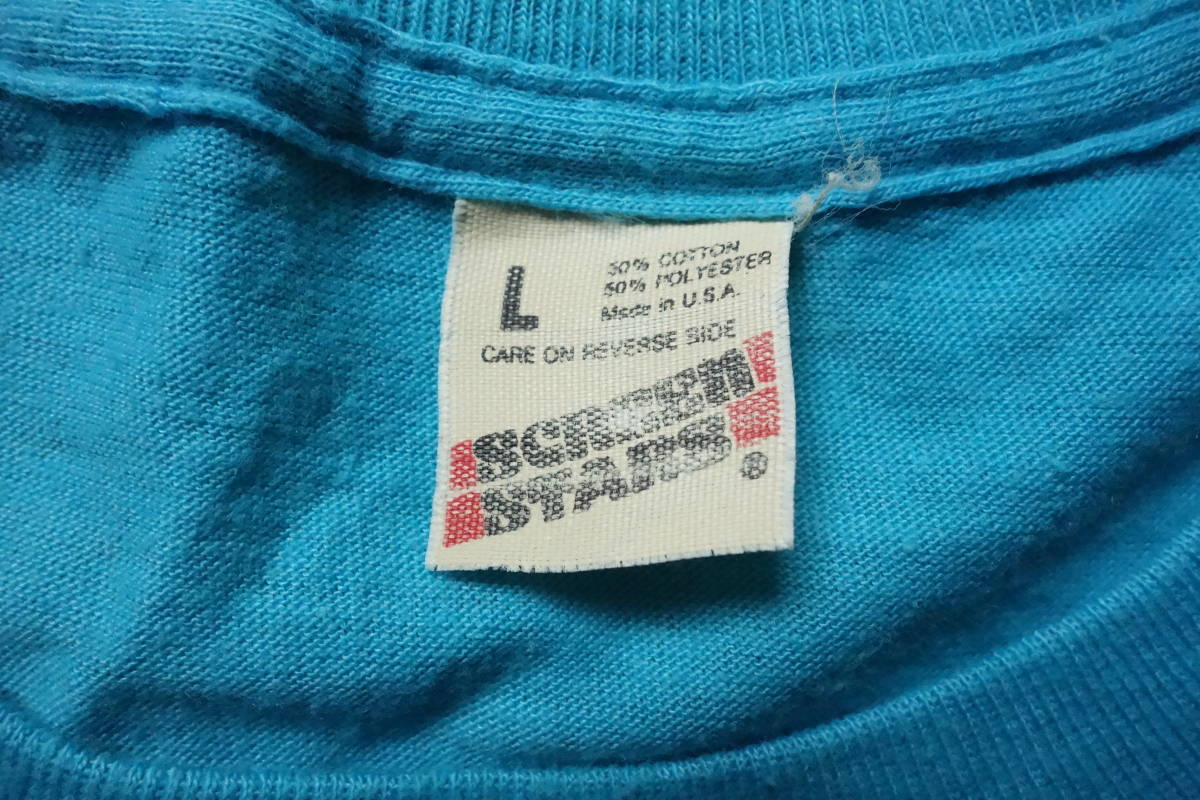 L
50% COTTON
50% POLYESTER
Made in U.S.A.
CARE ON REVERSE SIDE
SCREEN
STARS®